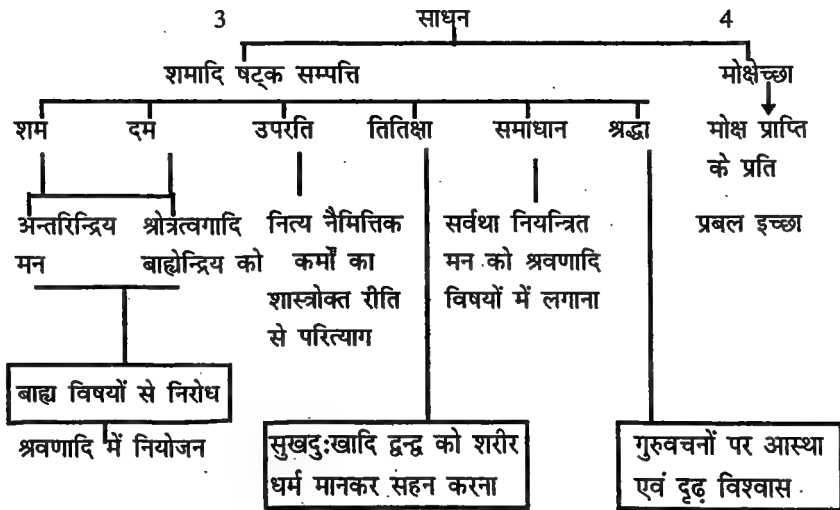 3 साधन 4
शमादि षट्क सम्पत्ति मोक्षेच्छा
शम दम उपरति तितिक्षा समाधान श्रद्धा मोक्ष प्राप्ति
के प्रति
अन्तरिन्द्रिय श्रोत्रत्वगादि नित्य नैमित्तिक सर्वथा नियन्त्रित प्रबल इच्छा
मन बाह्येन्द्रिय को कर्मों का मन को श्रवणादि
शास्त्रोक्त रीति विषयों में लगाना
से परित्याग
बाह्य विषयों से निरोध
श्रवणादि में नियोजन सुखदुःखादि द्वन्द्व को शरीर गुरुवचनों पर आस्था
धर्म मानकर सहन करना एवं दृढ़ विश्वास